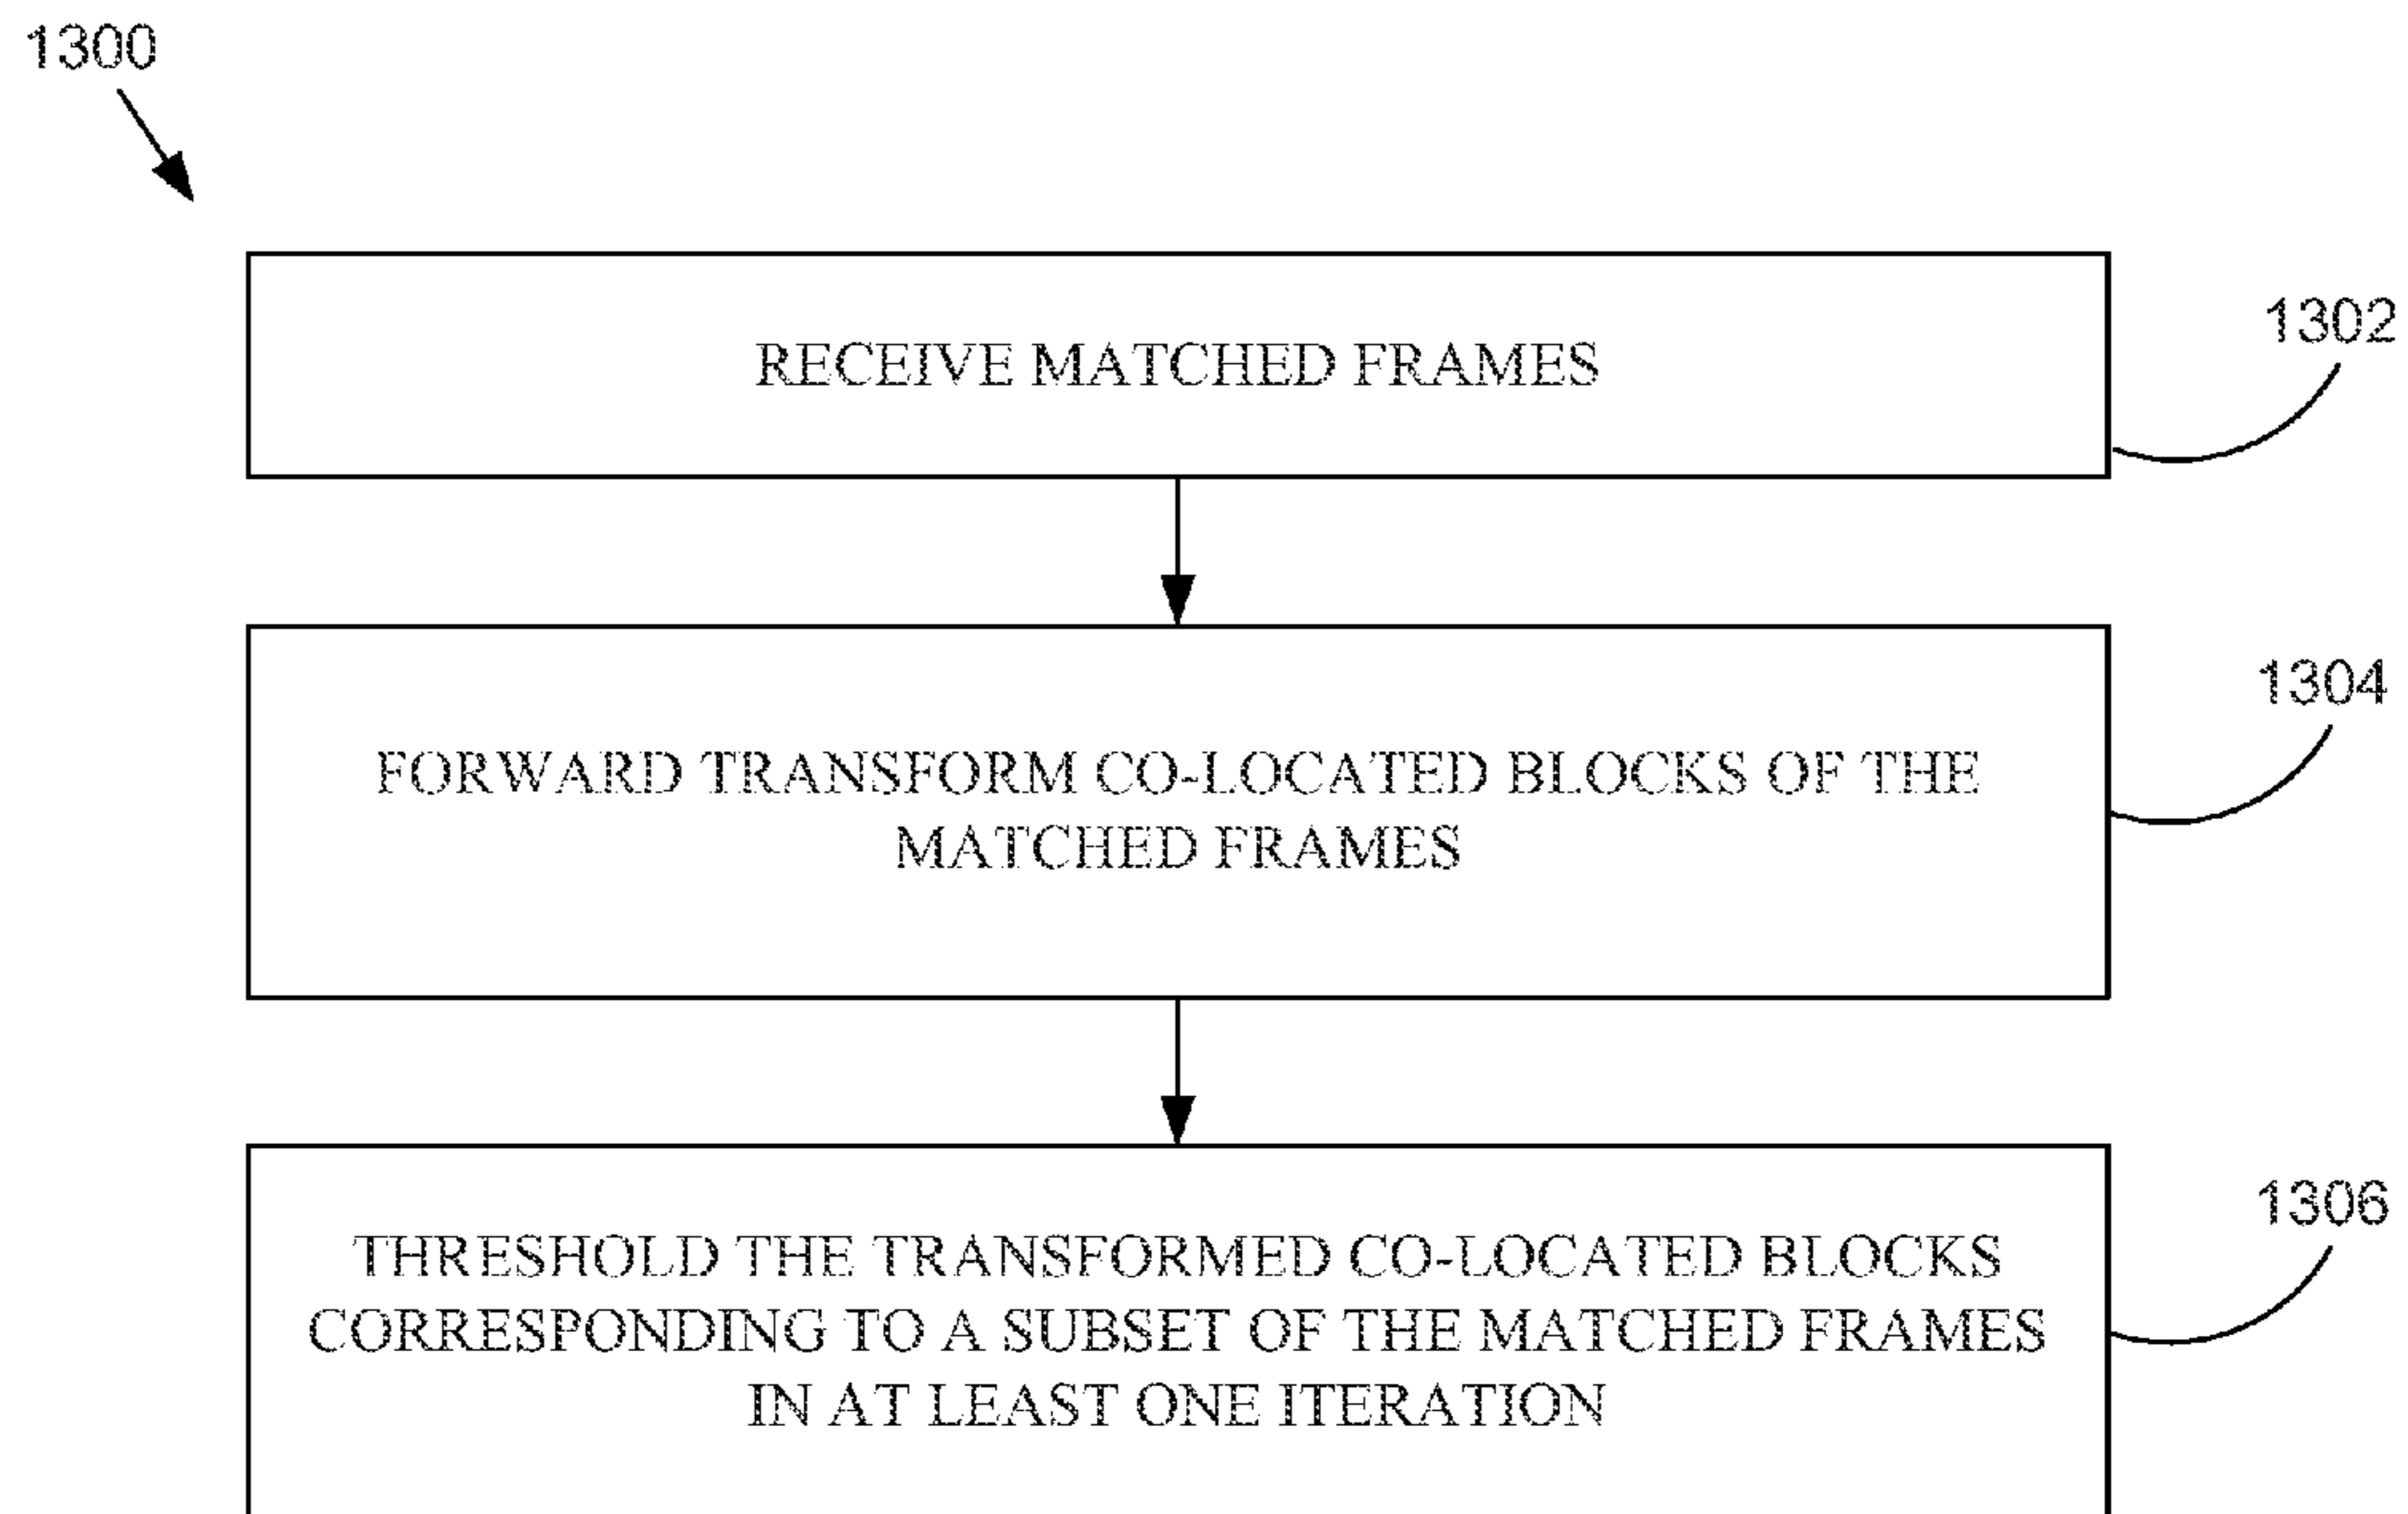 1300
RECEIVE MATCHED FRAMES
1302
FORWARD TRANSFORM CO-LOCATED BLOCKS OF THE
MATCHED FRAMES
1304
THRESHOLD THE TRANSFORMED CO-LOCATED BLOCKS
CORRESPONDING TO A SUBSET OF THE MATCHED FRAMES
IN AT LEAST ONE ITERATION
1306